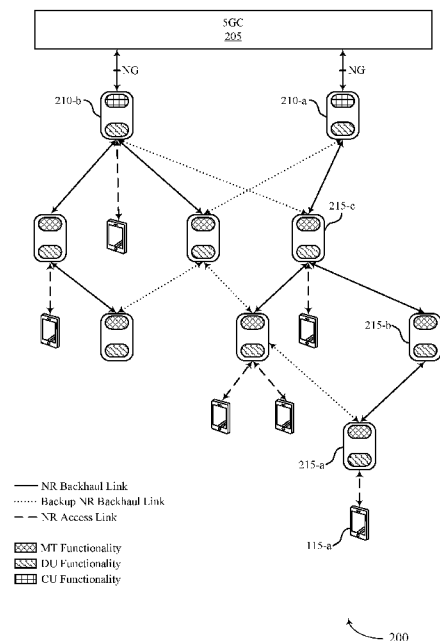 5GC
205
NG
NG
210-b
210-a
215-c
215-b
215-a
115-a
NR Backhaul Link
Backup NR Backhaul Link
NR Access Link
MT Functionality
DU Functionality
CU Functionality
200